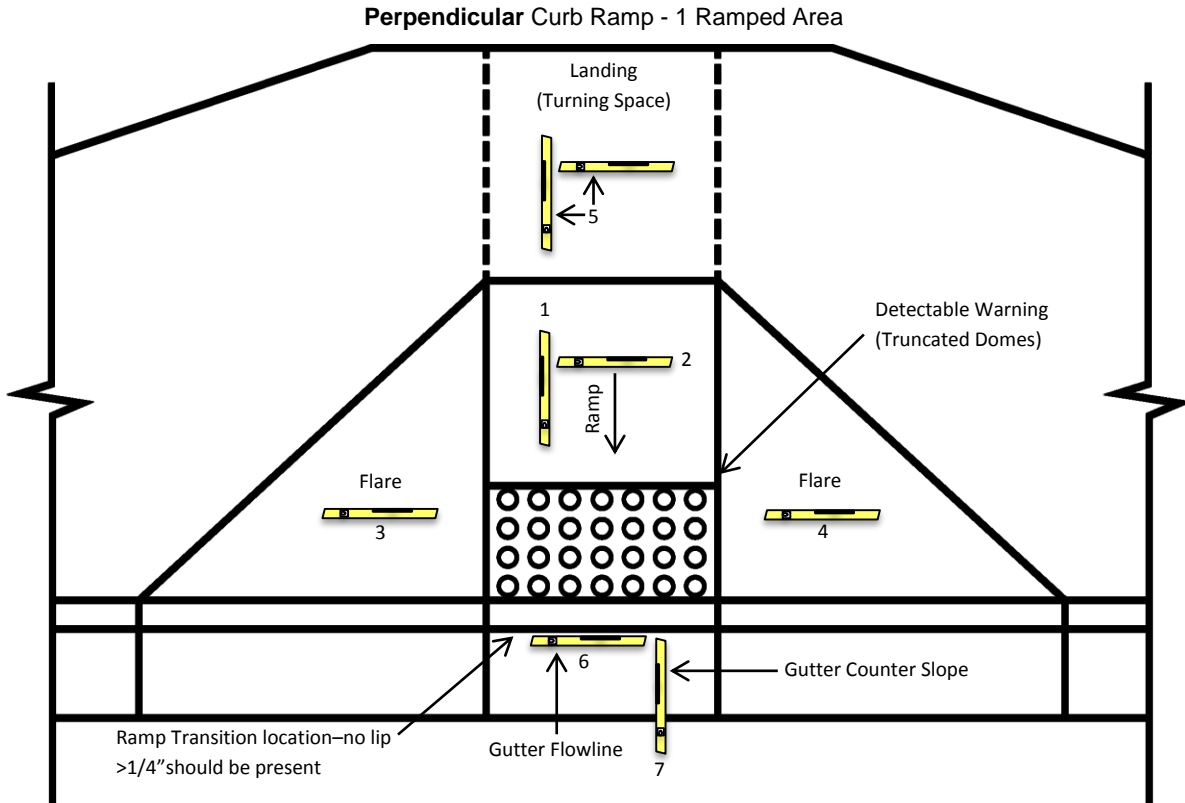 Perpendicular Curb Ramp - 1 Ramped Area
Landing
(Turning Space)
5
1
2
Ramp
Detectable Warning
(Truncated Domes)
Flare
3
Flare
4
6
Gutter Counter Slope
Ramp Transition location–no lip
>1/4”should be present
Gutter Flowline
7